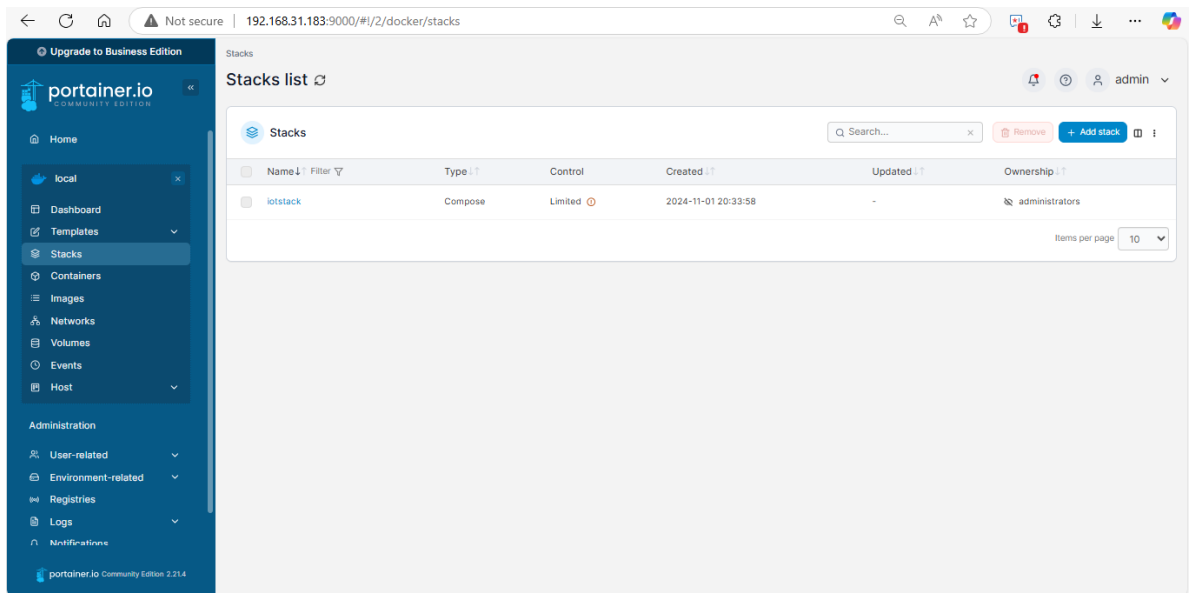 Not secure 192.168.31.183:9000/#!/2/docker/stacks
Upgrade to Business Edition
portainer.io
COMMUNITY EDITION
Home
local
Dashboard
Templates
Stacks
Containers
Images
Networks
Volumes
Events
Host
Administration
User-related
Environment-related
Registries
Logs
Notifications
portainer.io Community Edition 2.21.4
Stacks
Stacks list
admin
Stacks
Search...
Remove
+ Add stack
Name Filter Type Control Created Updated Ownership
iotstack Compose Limited 2024-11-01 20:33:58 - administrators
Items per page 10